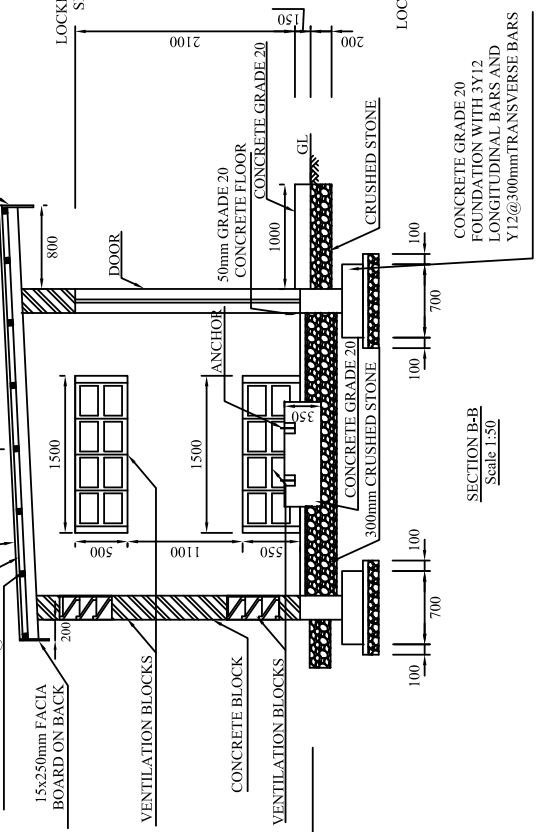 LOCKI
S
2100
150
200
LOC
CONCRETE GRADE 20
FOUNDATION WITH 3Y12
LONGITUDINAL BARS AND
Y12@300mmTRANSVERSE BARS
800
DOOR
50mm GRADE 20
CONCRETE FLOOR
CONCRETE GRADE 20
1000
GL
CRUSHED STONE
ANCHOR
1500
1500
350
CONCRETE GRADE 20
300mm CRUSHED STONE
100
700
100
500
1100
550
SECTION B-B
Scale 1:50
200
15x250mm FACIA
BOARD ON BACK
VENTILATION BLOCKS
CONCRETE BLOCK
VENTILATION BLOCKS
100
700
100